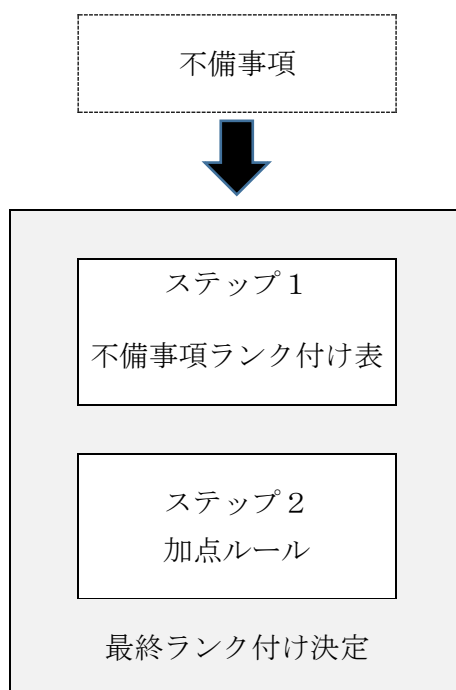 不備事項
ステップ１
不備事項ランク付け表
ステップ２
加点ルール
最終ランク付け決定